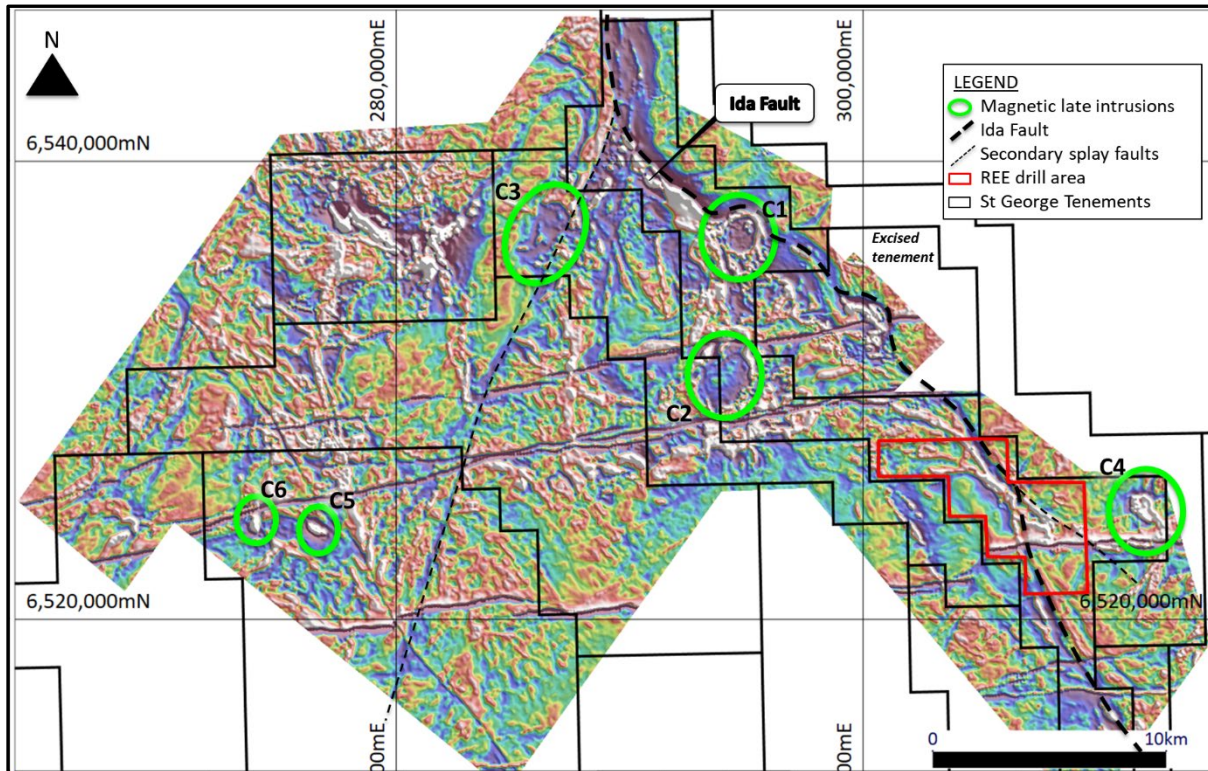 N
280,000mE
300,000mE
LEGEND
Magnetic late intrusions
Ida Fault
Secondary splay faults
REE drill area
St George Tenements
Ida Fault
6,540,000mN
C3
C1
Excised
tenement
C2
C4
C6
C5
6,520,000mN
6,520,000mN
00mE
00mE
0
10km